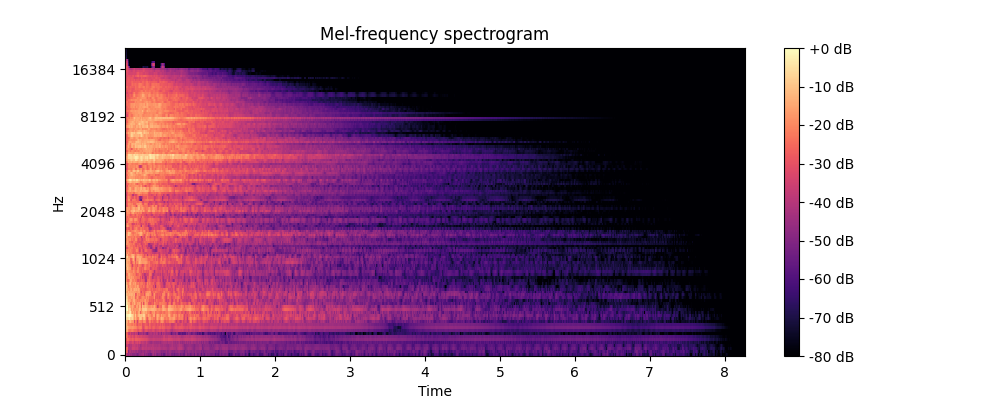 Mel-frequency spectrogram
Hz
16384
8192
4096
2048
1024
512
0
0 1 2 3 4 5 6 7 8
Time
+0 dB
-10 dB
-20 dB
-30 dB
-40 dB
-50 dB
-60 dB
-70 dB
-80 dB